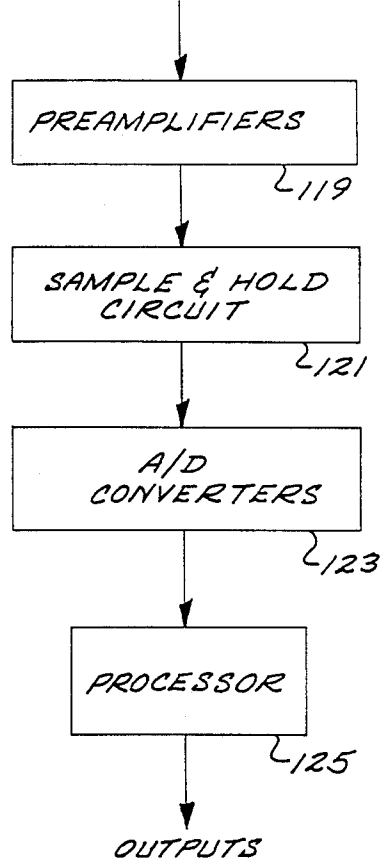 PREAMPLIFIERS
119
SAMPLE & HOLD
CIRCUIT
121
A/D
CONVERTERS
123
PROCESSOR
125
OUTPUTS